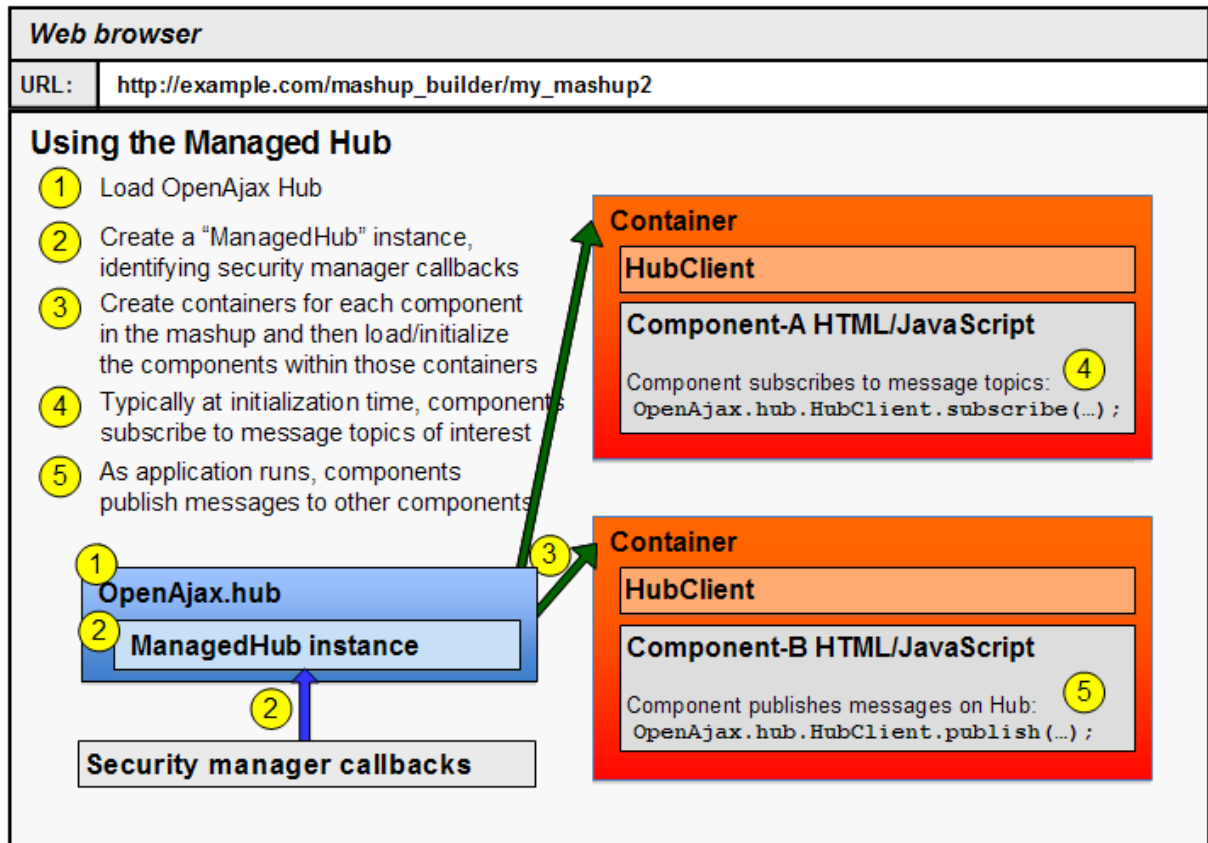 Web browser
URL: http://example.com/mashup_builder/my_mashup2
Using the Managed Hub
1 Load OpenAjax Hub
2 Create a “ManagedHub” instance,
identifying security manager callbacks
3 Create containers for each component
in the mashup and then load/initialize
the components within those containers
4 Typically at initialization time, components
subscribe to message topics of interest
5 As application runs, components
publish messages to other components
1
OpenAjax.hub
2 ManagedHub instance
2
Security manager callbacks
3
Container
HubClient
Component-A HTML/JavaScript
4
Component subscribes to message topics:
OpenAjax.hub.HubClient.subscribe(…);
Container
HubClient
Component-B HTML/JavaScript
5
Component publishes messages on Hub:
OpenAjax.hub.HubClient.publish(…);